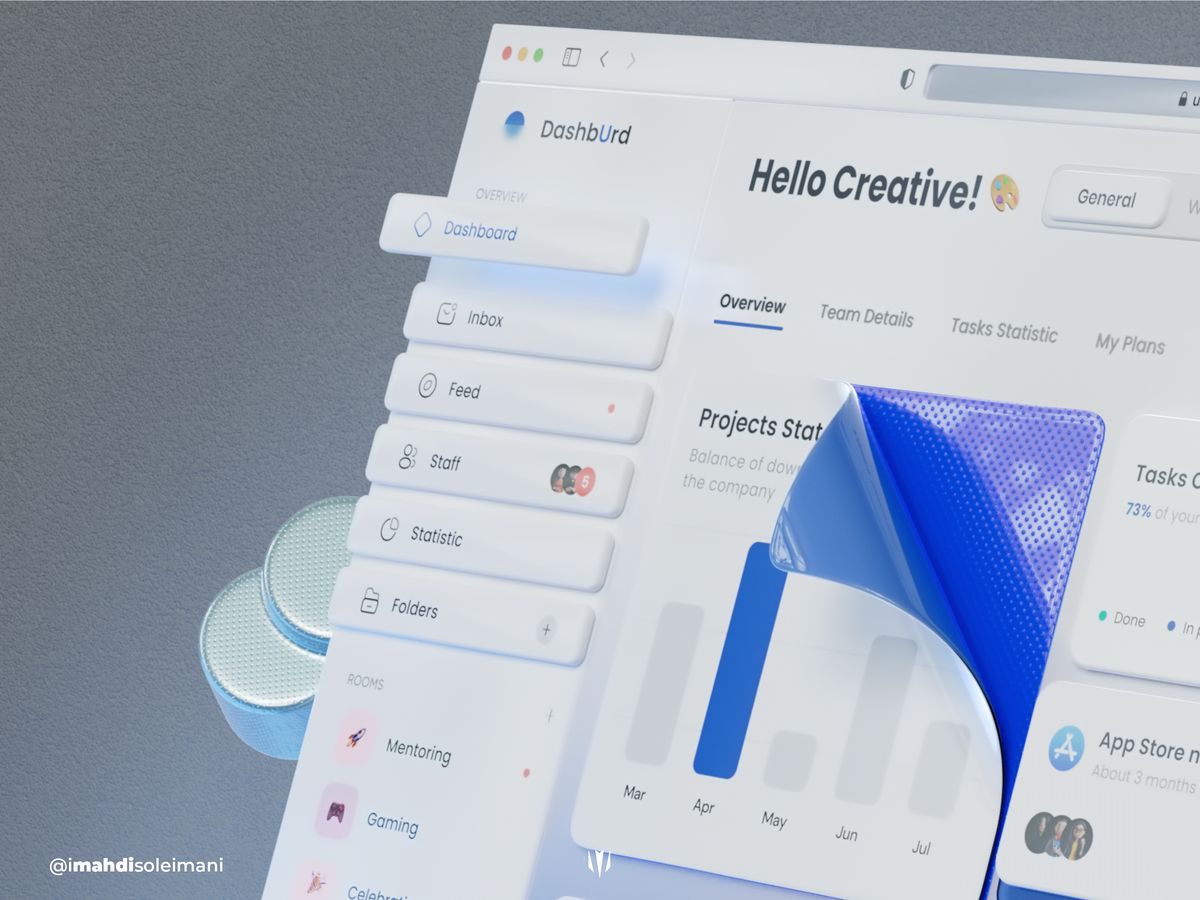 DashbUrd
OVERVIEW
Dashboard
Inbox
Feed
Staff
5
Statistic
Folders
+
ROOMS
+
Mentoring
Gaming
Hello Creative!
General
Overview
Team Details
Tasks Statistic
My Plans
Projects Stat
Balance of dow
the company
Mar
Apr
May
Jun
Jul
Tasks
73% of your
Done
In
App Store
About 3 months
@imahdisoleimani